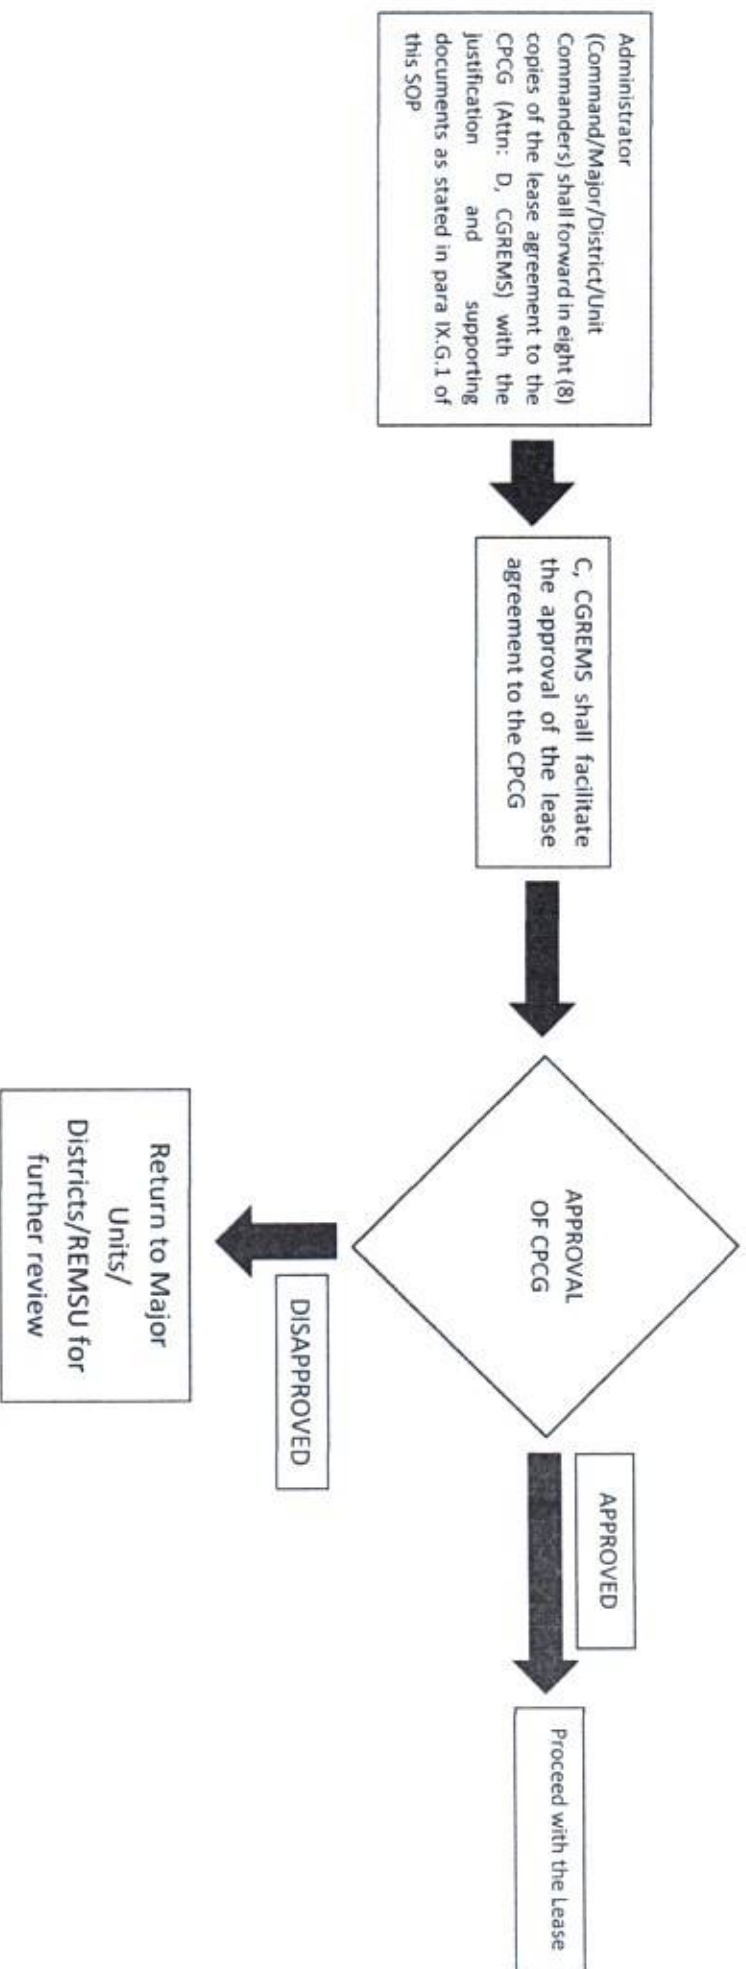 Administrator
(Command/Major/District/Unit
Commanders) shall forward in eight (8)
copies of the lease agreement to the
CPCG (Attn: D, CGREMS) with the
justification and supporting
documents as stated in para IX.G.1 of
this SOP
C, CGREMS shall facilitate
the approval of the lease
agreement to the CPCG
APPROVAL
OF CPCG
APPROVED
Proceed with the Lease
DISAPPROVED
Return to Major
Units/
Districts/REMSU for
further review